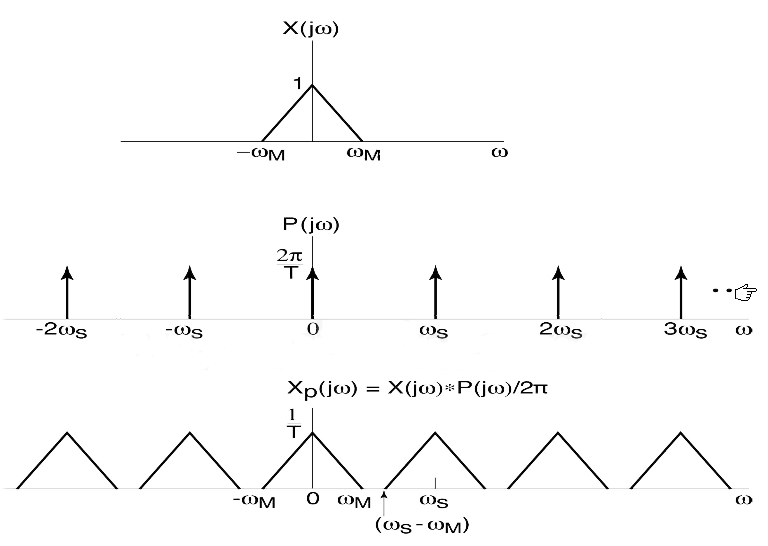 X(jω)
1
−ωM ωM ω
P(jω)
2π
T
-2ωS -ωS 0 ωS 2ωS 3ωS ω
Xp(jω) = X(jω)*P(jω)/2π
1
T
-ωM 0 ωM ωS ω
(ωS - ωM)